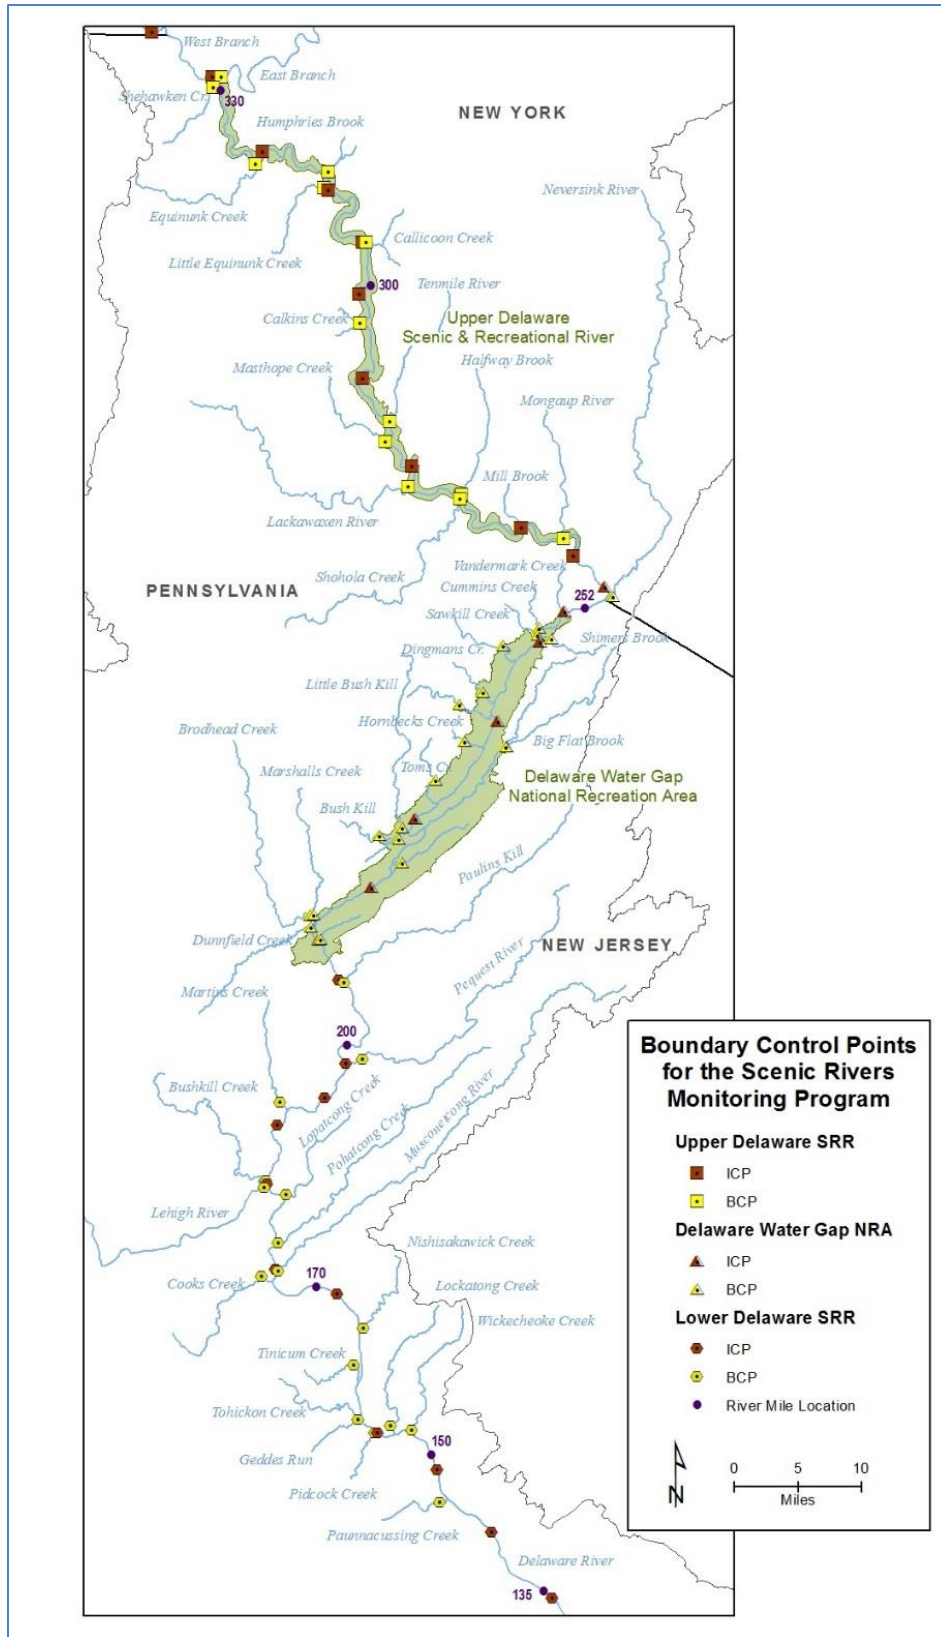 West Branch
East Branch
Shehawken Cr.
330
NEW YORK
Humphries Brook
Neversink River
Equinunk Creek
Callicoon Creek
Little Equinunk Creek
300
Tenmile River
Calkins Creek
Upper Delaware
Scenic & Recreational River
Masthope Creek
Halfway Brook
Mongaup River
Mill Brook
Lackawaxen River
Vandermark Creek
Shohola Creek
Cummins Creek
PENNSYLVANIA
252
Sawkill Creek
Shimers Brook
Dingmans Cr.
Little Bush Kill
Hornbecks Creek
Brodhead Creek
Big Flat Brook
Marshalls Creek
Toms Cr.
Delaware Water Gap
National Recreation Area
Bush Kill
Paulins Kill
Dunnfield Creek
NEW JERSEY
Pequest River
Martins Creek
200
Bushkill Creek
Lopatcong Creek
Pohatcong Creek
Musconetcong River
Lehigh River
Nishisakawick Creek
Cooks Creek
170
Lockatong Creek
Wickecheoke Creek
Tinicum Creek
Tohickon Creek
150
Geddes Run
Pidcock Creek
Paunnacussing Creek
Delaware River
135
Boundary Control Points
for the Scenic Rivers
Monitoring Program
Upper Delaware SRR
ICP
BCP
Delaware Water Gap NRA
ICP
BCP
Lower Delaware SRR
ICP
BCP
River Mile Location
N
0 5 10
Miles